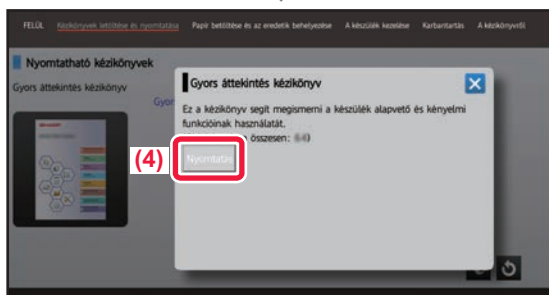 FELÜL Kézikönyvek letöltése és nyomtatása Papír betöltése és az eredetik behelyezése A készülék kezelése Karbantartás A kézikönyvről
Nyomtatható kézikönyvek
Gyors áttekintés kézikönyv
Gyor
Gyors áttekintés kézikönyv
Ez a kézikönyv segít megismerni a készülék alapvető és kényelmi
funkcióinak használatát.
összesen:
(4)
Nyomtatás